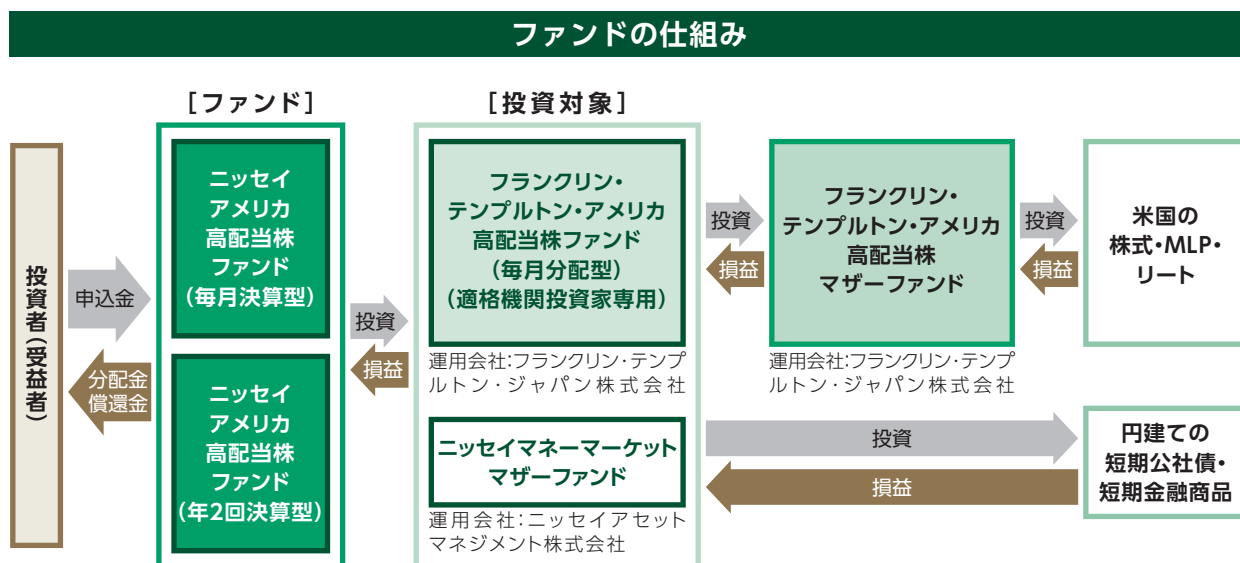 ファンドの仕組み
[ファンド]
[投資対象]
投資者(受益者)
申込金
分配金
償還金
ニッセイ
アメリカ
高配当株
ファンド
(毎月決算型)
ニッセイ
アメリカ
高配当株
ファンド
(年2回決算型)
投資
損益
フランクリン・
テンプルトン・アメリカ
高配当株ファンド
(毎月分配型)
(適格機関投資家専用)
運用会社:フランクリン・テンプ
ルトン・ジャパン株式会社
投資
損益
フランクリン・
テンプルトン・アメリカ
高配当株
マザーファンド
運用会社:フランクリン・テンプ
ルトン・ジャパン株式会社
投資
損益
米国の
株式・MLP・
リート
ニッセイマネーマーケット
マザーファンド
運用会社:ニッセイアセット
マネジメント株式会社
投資
損益
円建ての
短期公社債・
短期金融商品